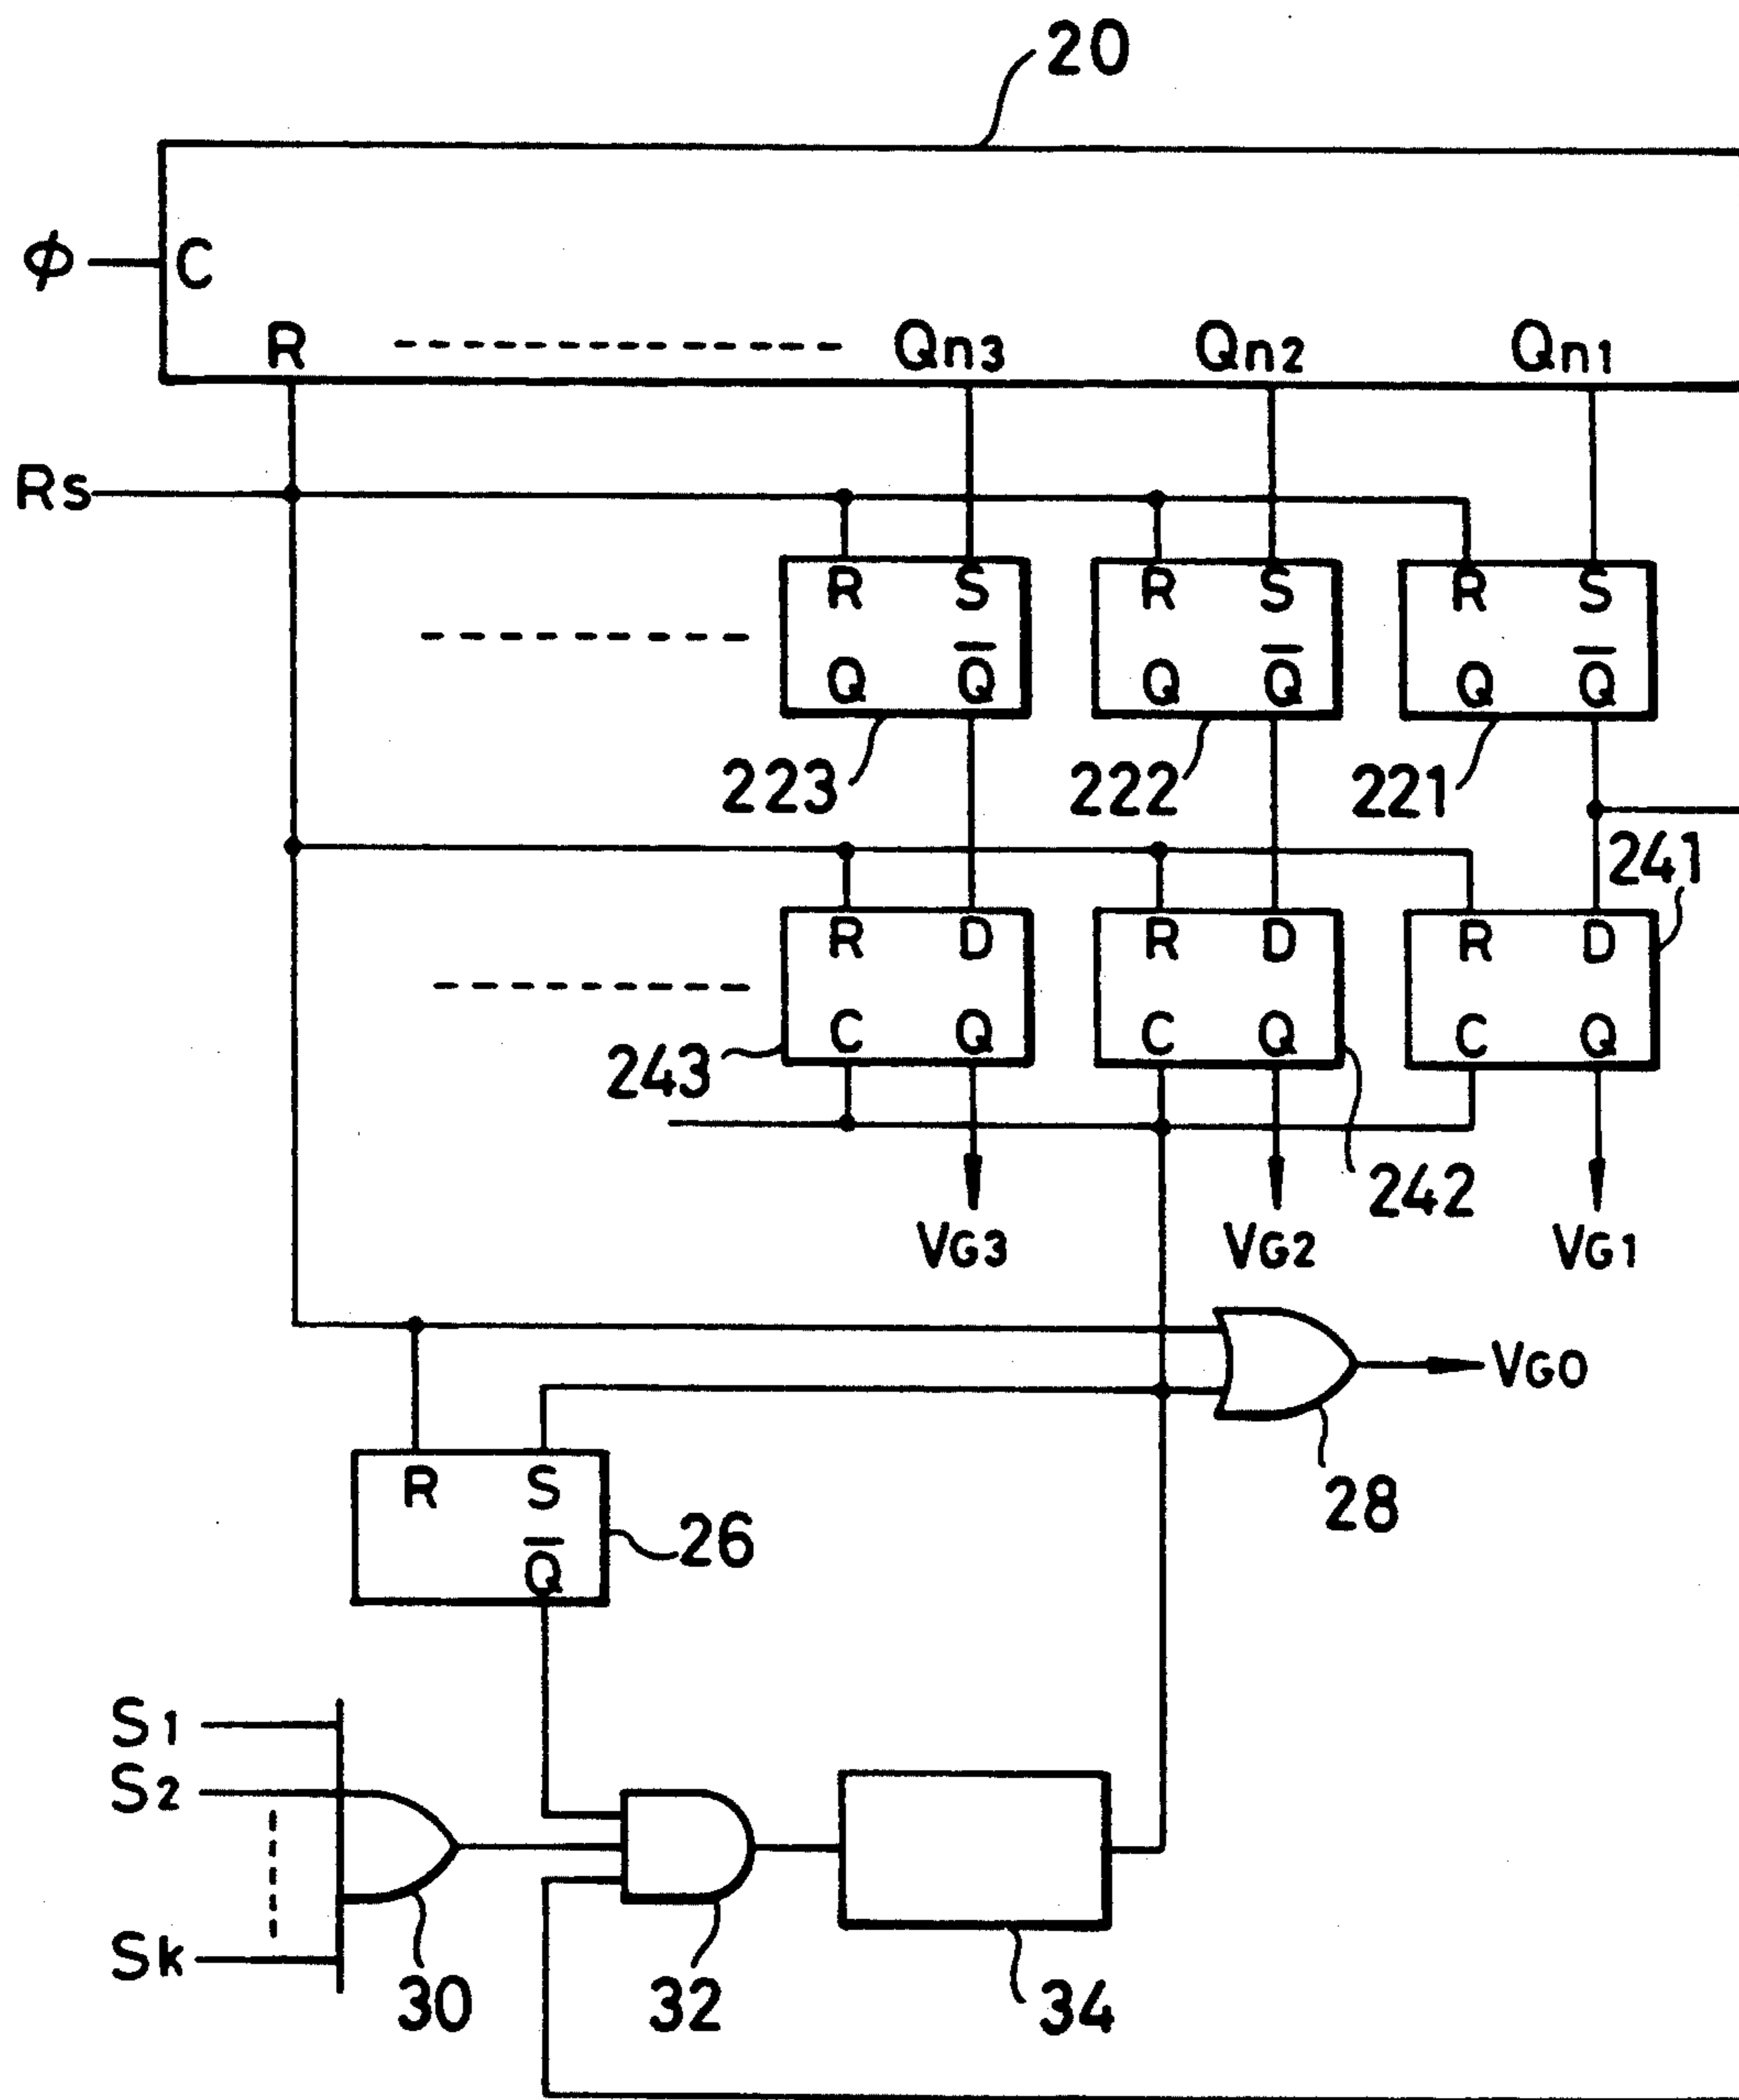 20
φ C
R Qn3 Qn2 Qn1
Rs
R S R S R S
Q Q̅ Q Q̅ Q Q̅
223 222 221
241
R D R D R D
C Q C Q C Q
243
242
VG3 VG2 VG1
VG0
R S
28
26
Q̅
S1
S2
Sk
30 32 34